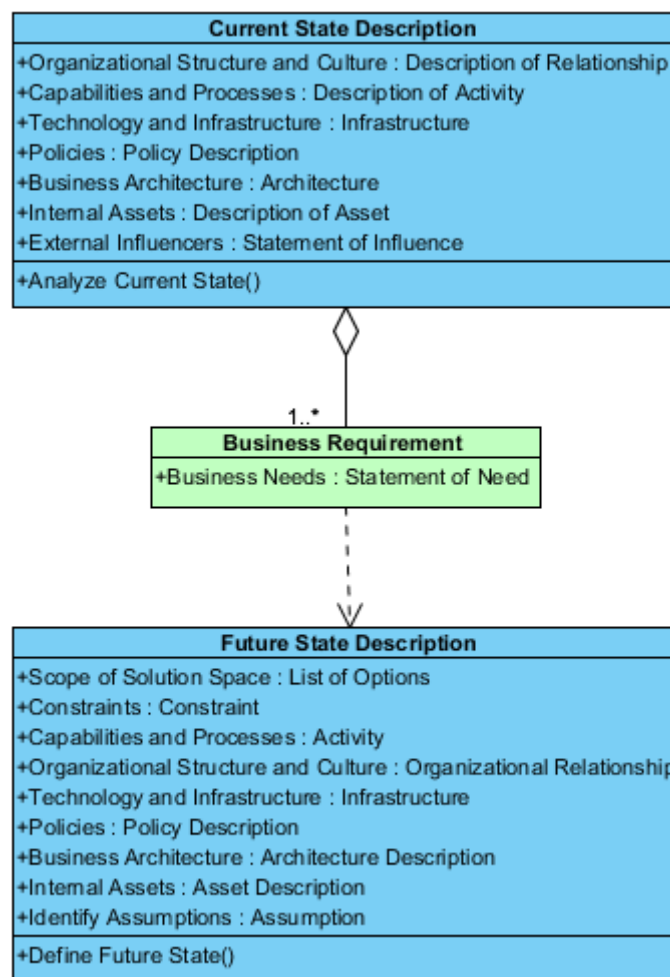 Current State Description
+Organizational Structure and Culture : Description of Relationship
+Capabilities and Processes : Description of Activity
+Technology and Infrastructure : Infrastructure
+Policies : Policy Description
+Business Architecture : Architecture
+Internal Assets : Description of Asset
+External Influencers : Statement of Influence
+Analyze Current State()
1..*
Business Requirement
+Business Needs : Statement of Need
Future State Description
+Scope of Solution Space : List of Options
+Constraints : Constraint
+Capabilities and Processes : Activity
+Organizational Structure and Culture : Organizational Relationship
+Technology and Infrastructure : Infrastructure
+Policies : Policy Description
+Business Architecture : Architecture Description
+Internal Assets : Asset Description
+Identify Assumptions : Assumption
+Define Future State()